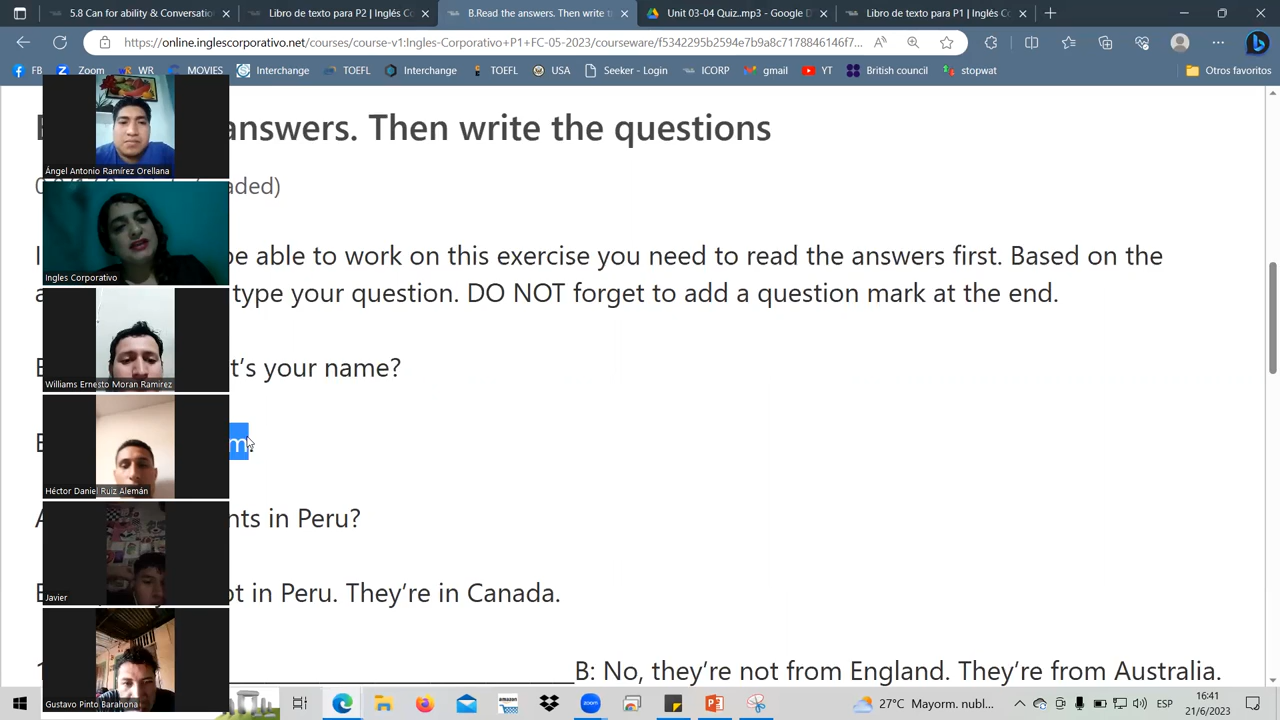 5.8 Can for ability & Conversatio
Libro de texto para P2 | Inglés Co
B.Read the answers. Then write t
Unit 03-04 Quiz..mp3 - Google D
Libro de texto para P1 | Inglés Co
https://online.inglescorporativo.net/courses/course-v1:Ingles-Corporativo+P1+FC-05-2023/courseware/f5342295b2594e7b9a8c7178846146f7...
FB Zoom WR MOVIES Interchange TOEFL Interchange TOEFL USA Seeker - Login ICORP gmail YT British council stopwat Otros favoritos
answers. Then write the questions
aded)
be able to work on this exercise you need to read the answers first. Based on the
type your question. DO NOT forget to add a question mark at the end.
t's your name?
m.
nts in Peru?
ot in Peru. They're in Canada.
B: No, they're not from England. They're from Australia.
Ángel Antonio Ramírez Orellana
Ingles Corporativo
Williams Ernesto Moran Ramirez
Héctor Daniel Ruiz Alemán
Javier
Gustavo Pinto Barahona
27°C Mayorm. nubl...
ESP
21/6/2023